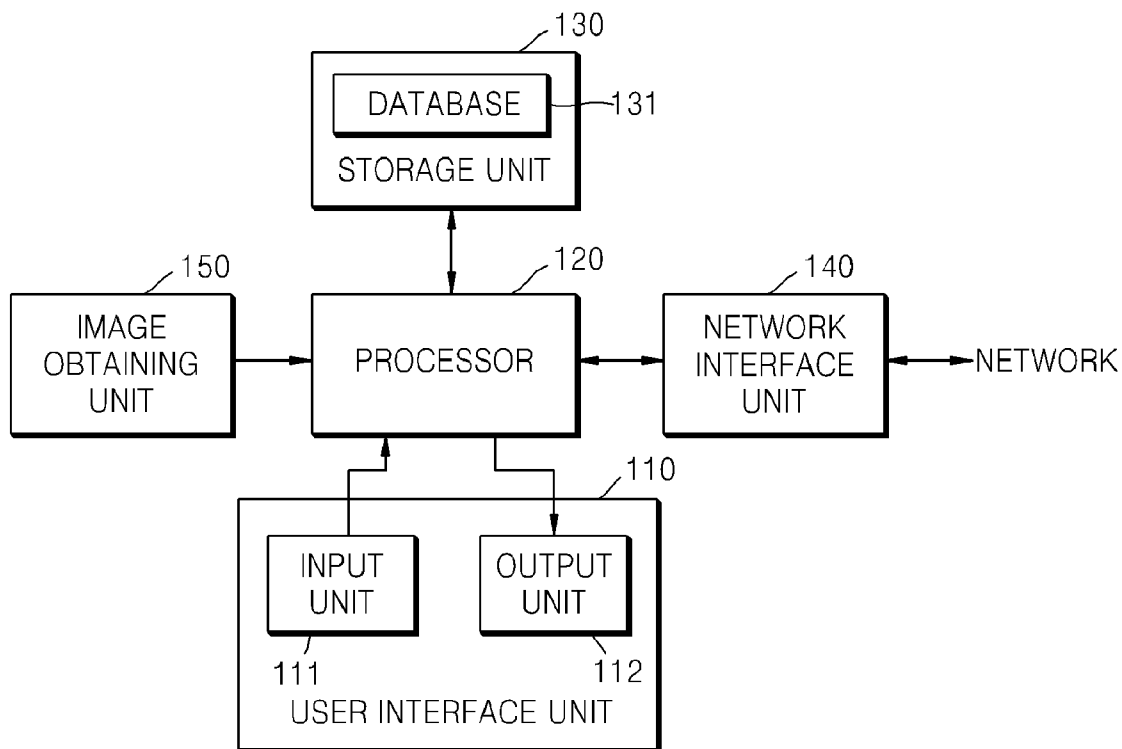 130
DATABASE
131
STORAGE UNIT
150
120
140
IMAGE
OBTAINING
UNIT
PROCESSOR
NETWORK
INTERFACE
UNIT
NETWORK
110
INPUT
UNIT
OUTPUT
UNIT
111
112
USER INTERFACE UNIT